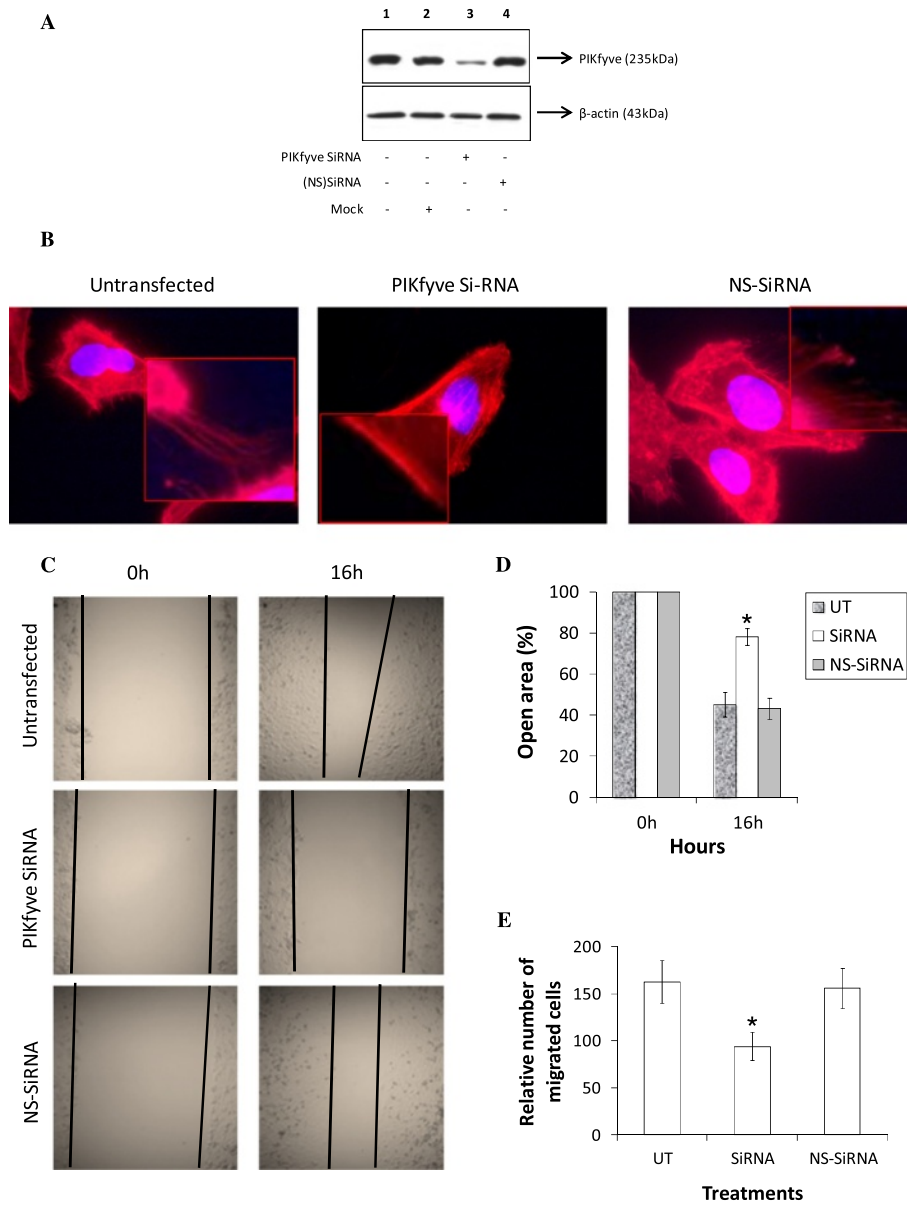 A
1 2 3 4
PIKfyve (235kDa)
β-actin (43kDa)
PIKfyve SiRNA - - + -
(NS)SiRNA - - - +
Mock - + - -
B
Untransfected PIKfyve Si-RNA NS-SiRNA
C
0h 16h
Untransfected
PIKfyve SiRNA
NS-SiRNA
D
Open area (%)
100
80
60
40
20
0
*
0h 16h
Hours
UT
SiRNA
NS-SiRNA
E
Relative number of
migrated cells
200
150
100
50
0
*
UT SiRNA NS-SiRNA
Treatments